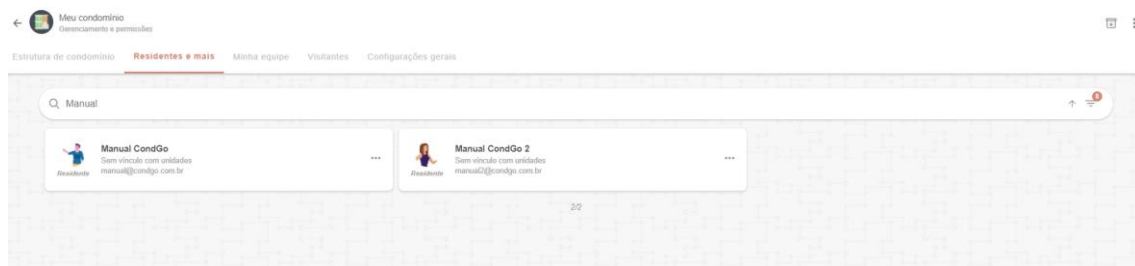 Meu condomínio
Gerenciamento e permissões
Estrutura de condomínio Residentes e mais Minha equipe Visitantes Configurações gerais
Manual
8
Manual CondGo
Sem vínculo com unidades
manual@condgo.com.br
Residente
Manual CondGo 2
Sem vínculo com unidades
manual2@condgo.com.br
Residente
2/2